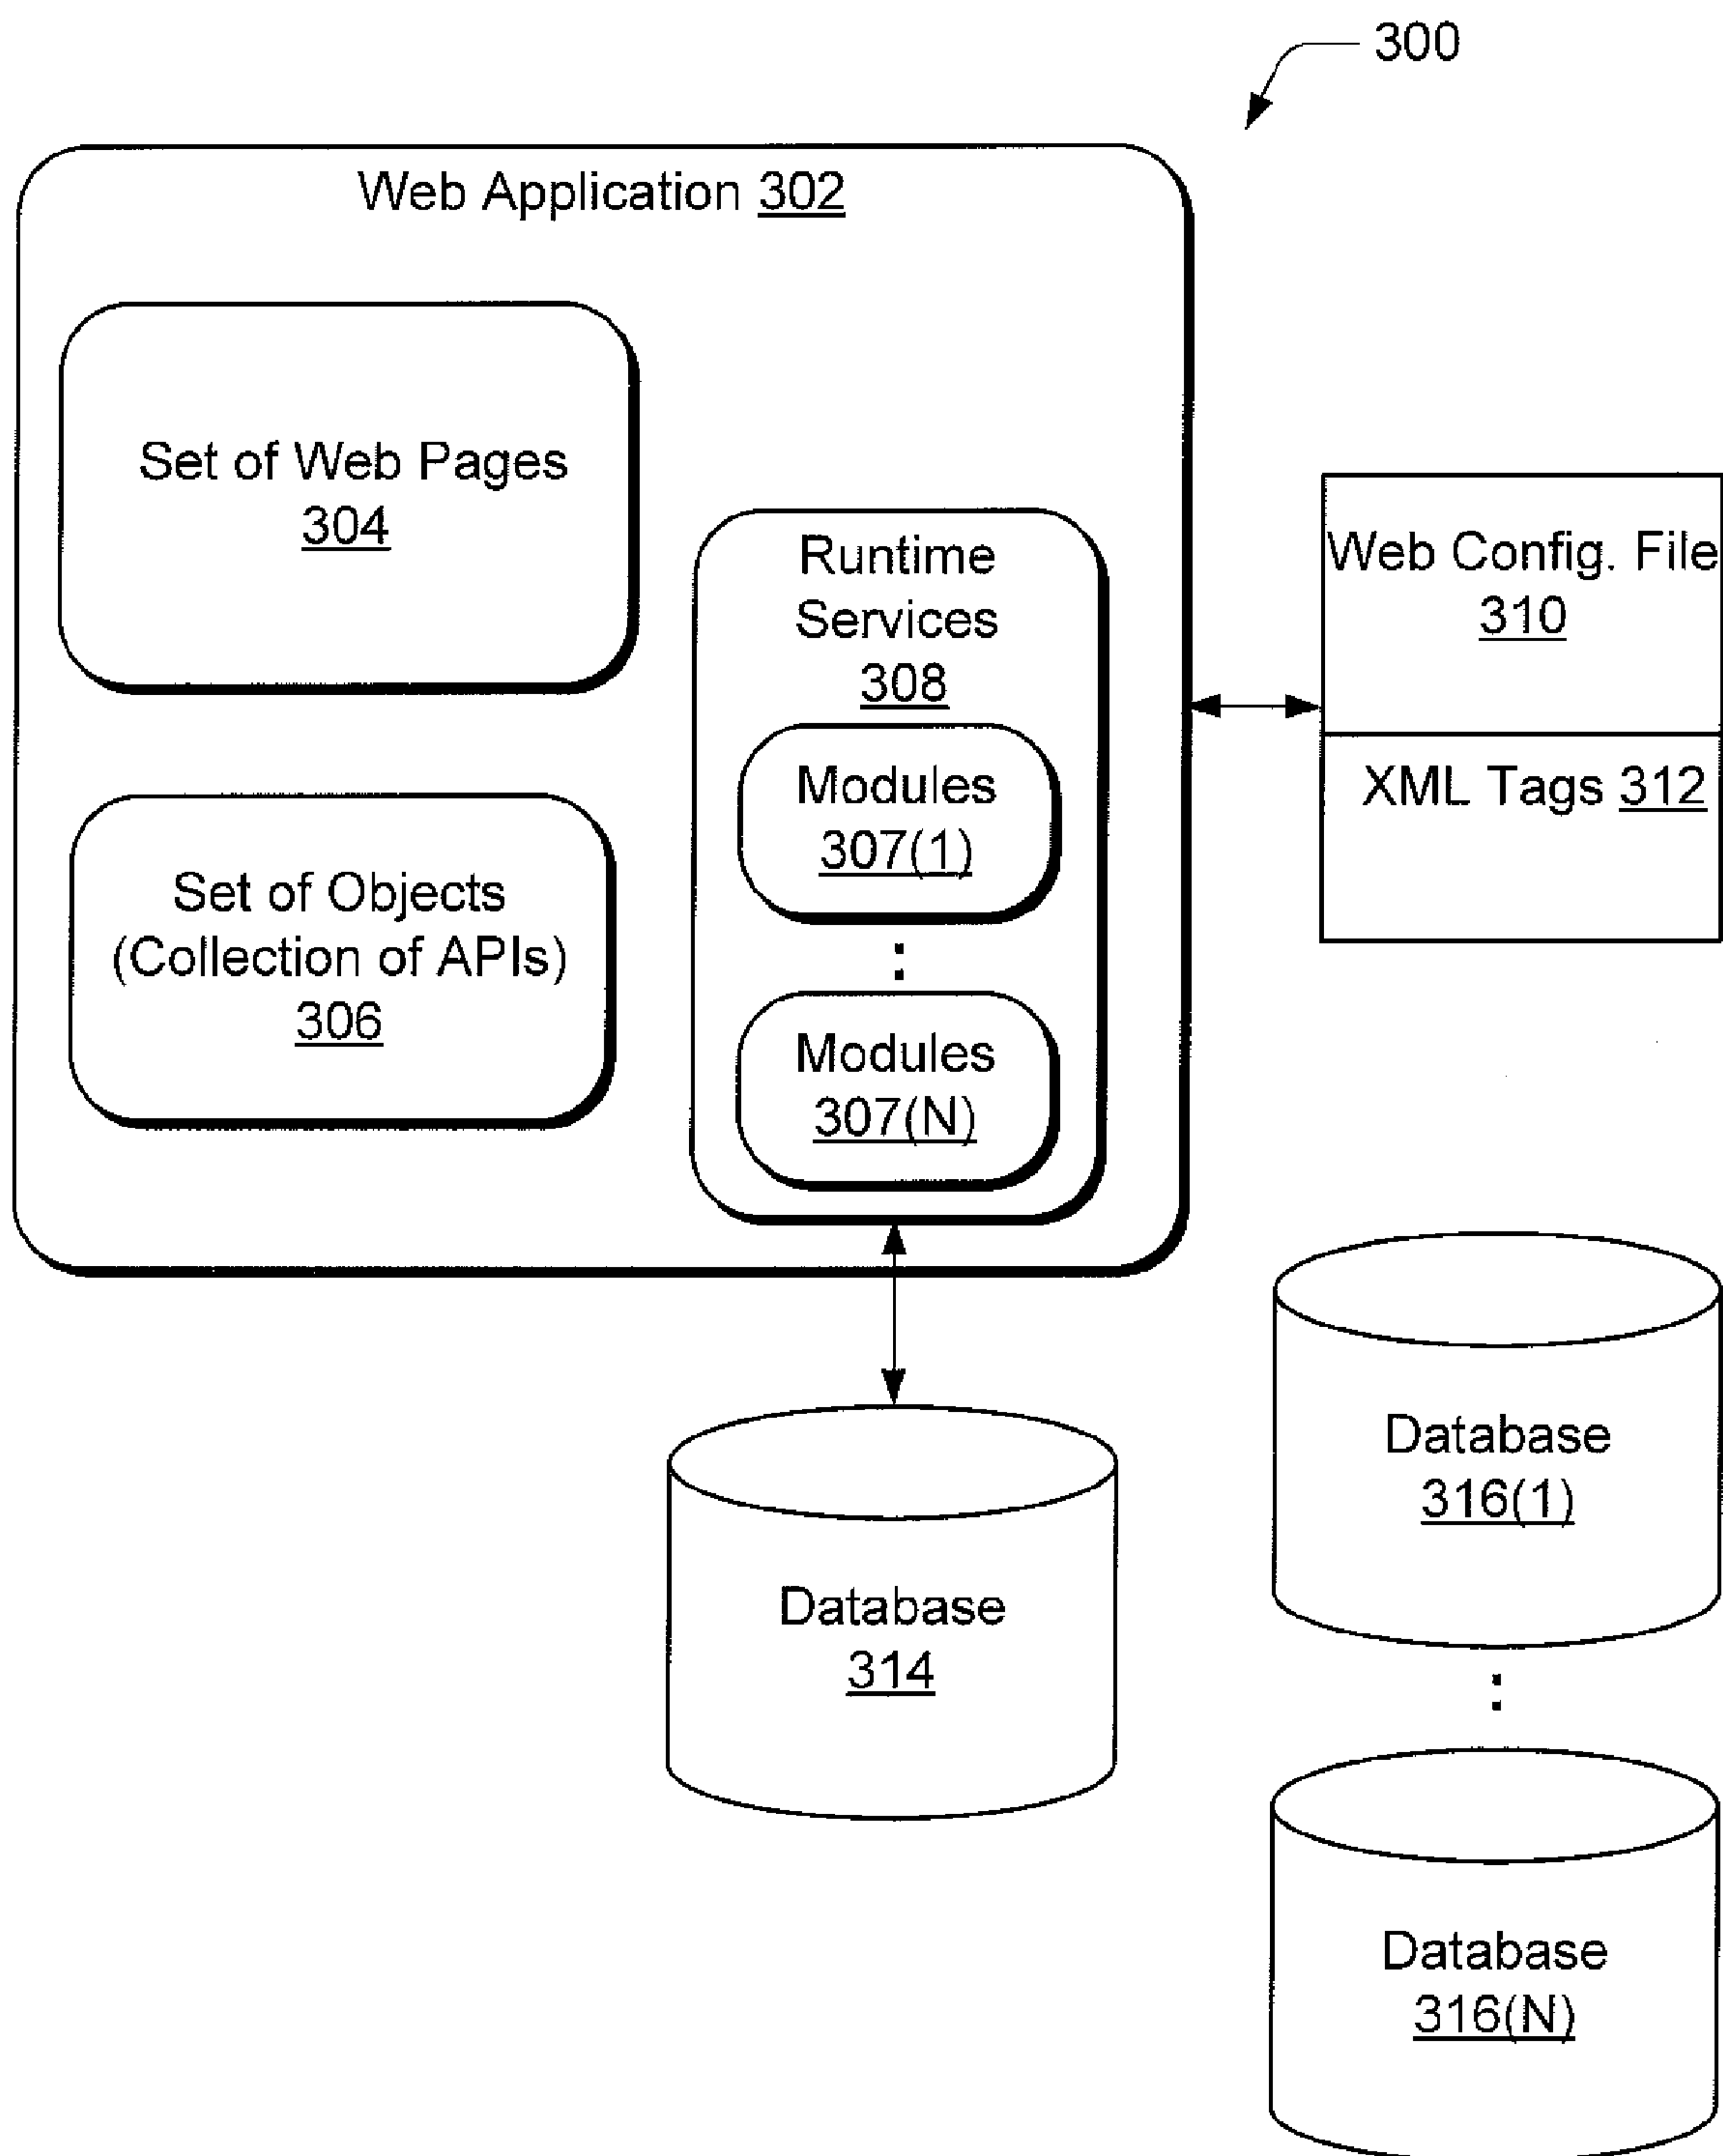 300
Web Application 302
Set of Web Pages
304
Runtime
Services
308
Web Config. File
310
XML Tags 312
Modules
307(1)
Set of Objects
(Collection of APIs)
306
Modules
307(N)
Database
316(1)
Database
314
Database
316(N)